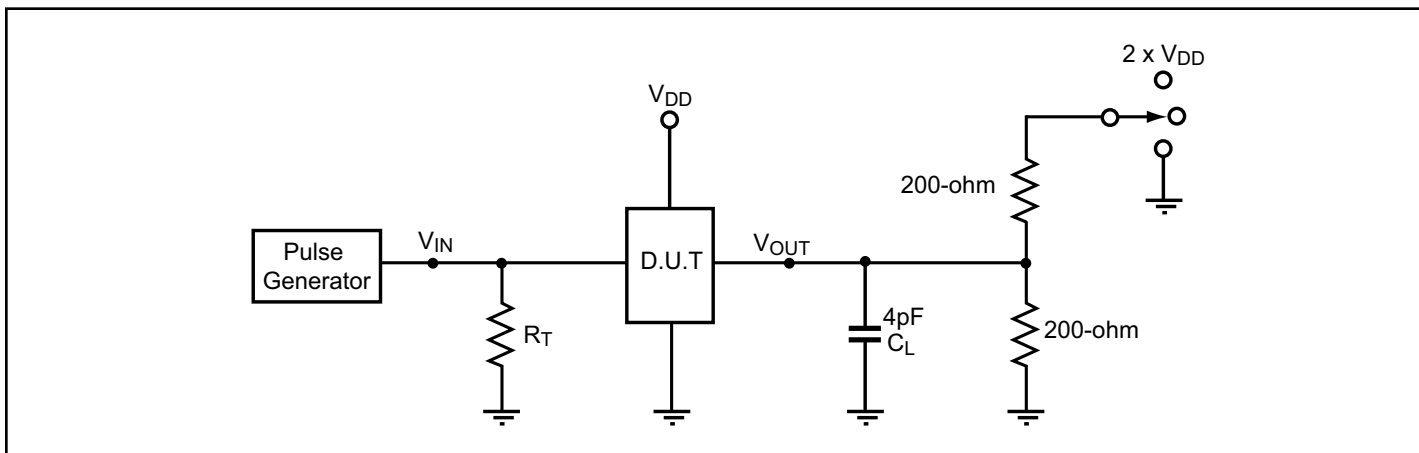 2 x VDD
VDD
200-ohm
Pulse
Generator
VIN
D.U.T
VOUT
RT
4pF
CL
200-ohm